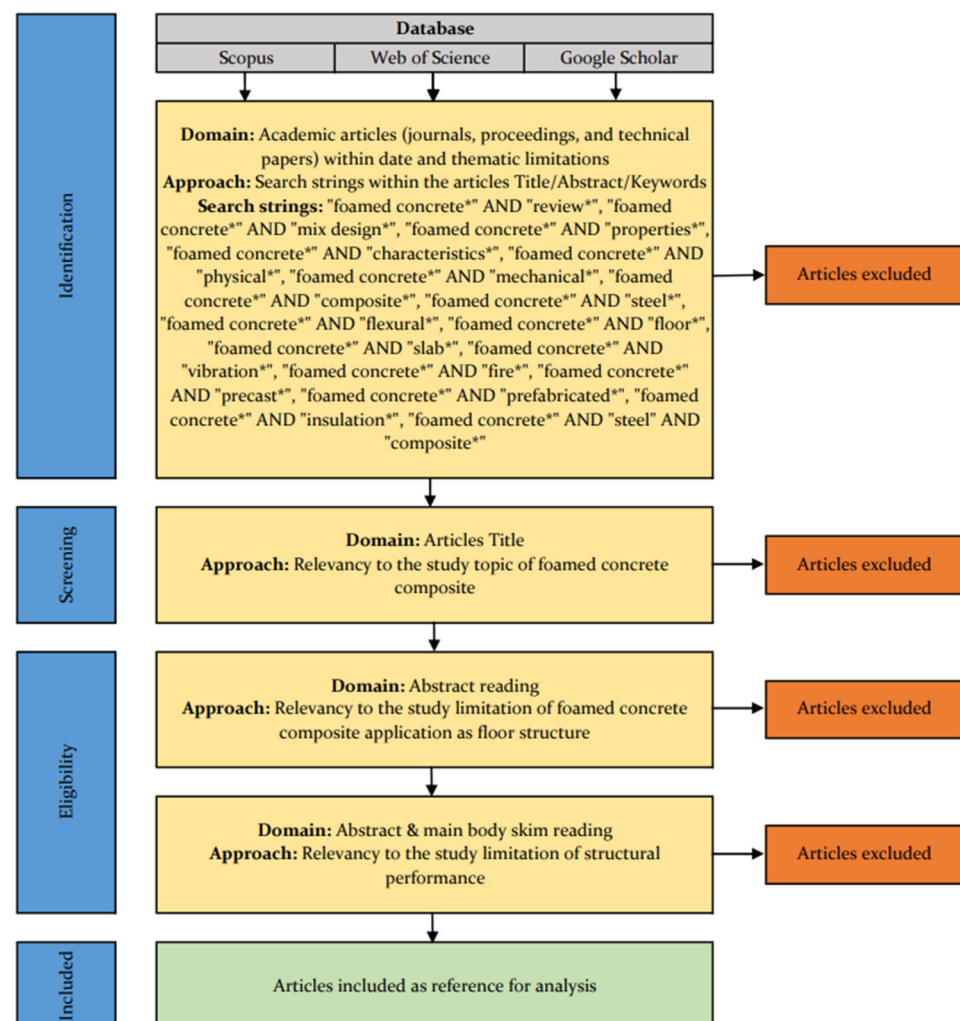 Database
Scopus
Web of Science
Google Scholar
Identification
Domain: Academic articles (journals, proceedings, and technical
papers) within date and thematic limitations
Approach: Search strings within the articles Title/Abstract/Keywords
Search strings: "foamed concrete*" AND "review*", "foamed
concrete*" AND "mix design*", "foamed concrete*" AND "properties*",
"foamed concrete*" AND "characteristics*", "foamed concrete*" AND
"physical*", "foamed concrete*" AND "mechanical*", "foamed
concrete*" AND "composite*", "foamed concrete*" AND "steel*",
"foamed concrete*" AND "flexural*", "foamed concrete*" AND "floor*",
"foamed concrete*" AND "slab*", "foamed concrete*" AND
"vibration*", "foamed concrete*" AND "fire*", "foamed concrete*"
AND "precast*", "foamed concrete*" AND "prefabricated*", "foamed
concrete*" AND "insulation*", "foamed concrete*" AND "steel" AND
"composite*"
Articles excluded
Screening
Domain: Articles Title
Approach: Relevancy to the study topic of foamed concrete
composite
Articles excluded
Eligibility
Domain: Abstract reading
Approach: Relevancy to the study limitation of foamed concrete
composite application as floor structure
Articles excluded
Domain: Abstract & main body skim reading
Approach: Relevancy to the study limitation of structural
performance
Articles excluded
Included
Articles included as reference for analysis